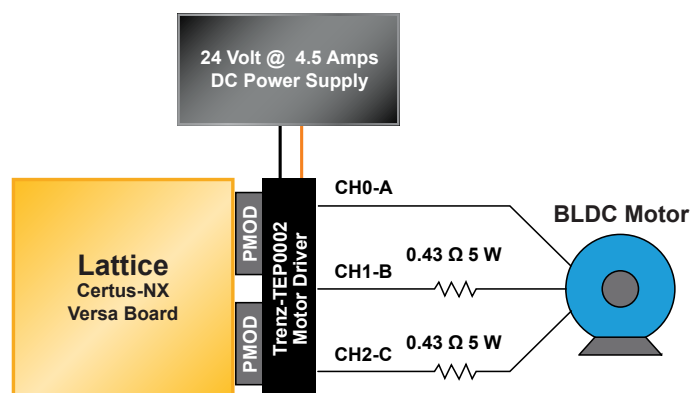 24 Volt @ 4.5 Amps
DC Power Supply
CH0-A
BLDC Motor
PMOD
Trenz-TEP0002
Motor Driver
0.43 Ω 5 W
CH1-B
Lattice
Certus-NX
Versa Board
PMOD
0.43 Ω 5 W
CH2-C